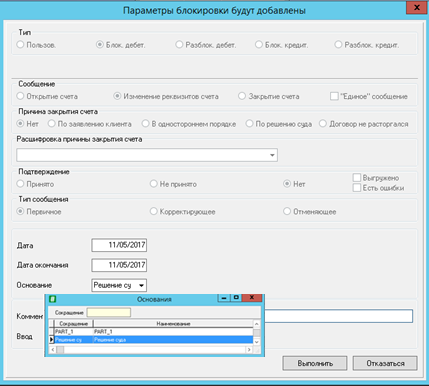 Параметры блокировки будут добавлены
Тип
Пользов. Блок. дебет. Разблок. дебет. Блок. кредит. Разблок. кредит.
Сообщение
Открытие счета Изменение реквизитов счета Закрытие счета "Единое" сообщение
Причина закрытия счета
Нет По заявлению клиента В одностороннем порядке По решению суда Договор не расторгался
Расшифровка причины закрытия счета
Подтверждение
Принято Не принято Нет Выгружено
Есть ошибки
Тип сообщения
Первичное Корректирующее Отменяющее
Дата 11/05/2017
Дата окончания 11/05/2017
Основание Решение су
Основания
Сокращение
Коммен
Сокращение Наименование
PART_1 PART_1
Ввод
Решение су Решение суда
Выполнить Отказаться